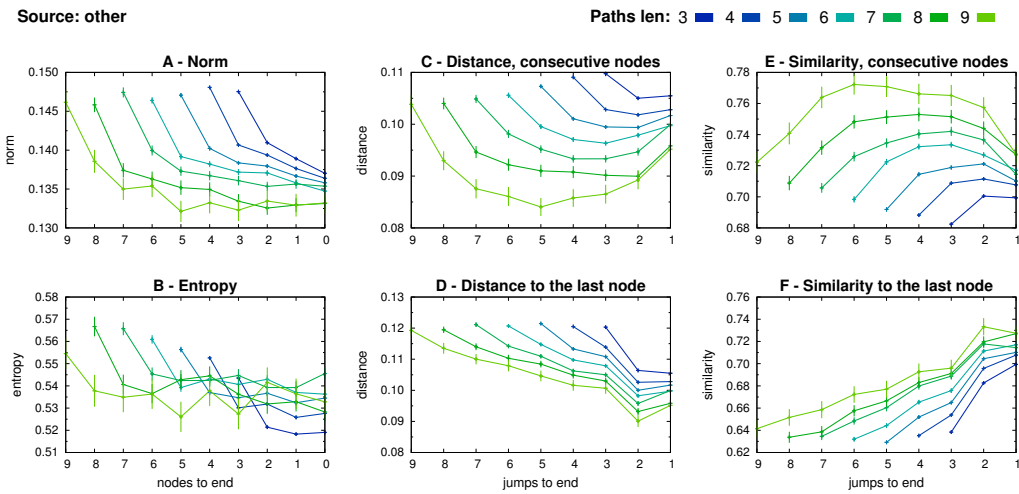 Source: other
Paths len: 3 4 5 6 7 8 9
A - Norm
norm
0.150
0.145
0.140
0.135
0.130
9 8 7 6 5 4 3 2 1 0
C - Distance, consecutive nodes
distance
0.11
0.10
0.09
0.08
9 8 7 6 5 4 3 2 1
E - Similarity, consecutive nodes
similarity
0.78
0.76
0.74
0.72
0.70
0.68
9 8 7 6 5 4 3 2 1
B - Entropy
entropy
0.58
0.57
0.56
0.55
0.54
0.53
0.52
0.51
9 8 7 6 5 4 3 2 1 0
nodes to end
D - Distance to the last node
distance
0.13
0.12
0.11
0.10
0.09
0.08
9 8 7 6 5 4 3 2 1
jumps to end
F - Similarity to the last node
similarity
0.76
0.74
0.72
0.70
0.68
0.66
0.64
0.62
9 8 7 6 5 4 3 2 1
jumps to end